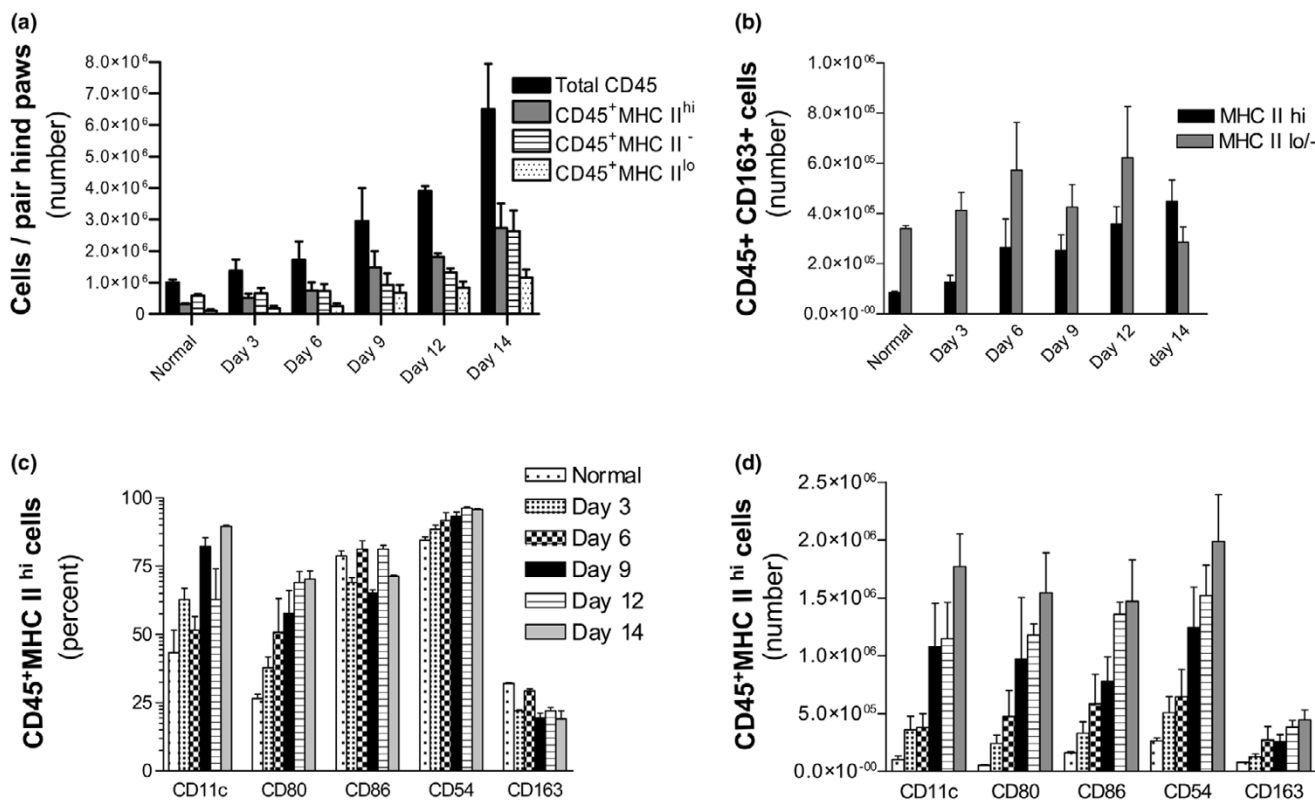 (a)
Cells / pair hind paws
(number)
8.0×10⁶
7.0×10⁶
6.0×10⁶
5.0×10⁶
4.0×10⁶
3.0×10⁶
2.0×10⁶
1.0×10⁶
0
Total CD45
CD45⁺MHC IIʰⁱ
CD45⁺MHC II⁻
CD45⁺MHC IIˡᵒ
Normal
Day 3
Day 6
Day 9
Day 12
Day 14
(b)
CD45+ CD163+ cells
(number)
1.0×10⁰⁶
8.0×10⁰⁵
6.0×10⁰⁵
4.0×10⁰⁵
2.0×10⁰⁵
0.0×10⁻⁰⁰
MHC II hi
MHC II lo/-
Normal
Day 3
Day 6
Day 9
Day 12
day 14
(c)
CD45⁺MHC II ʰⁱ cells
(percent)
100
75
50
25
0
Normal
Day 3
Day 6
Day 9
Day 12
Day 14
CD11c
CD80
CD86
CD54
CD163
(d)
CD45⁺MHC II ʰⁱ cells
(number)
2.5×10⁰⁶
2.0×10⁰⁶
1.5×10⁰⁶
1.0×10⁰⁶
5.0×10⁰⁵
0.0×10⁻⁰⁰
CD11c
CD80
CD86
CD54
CD163